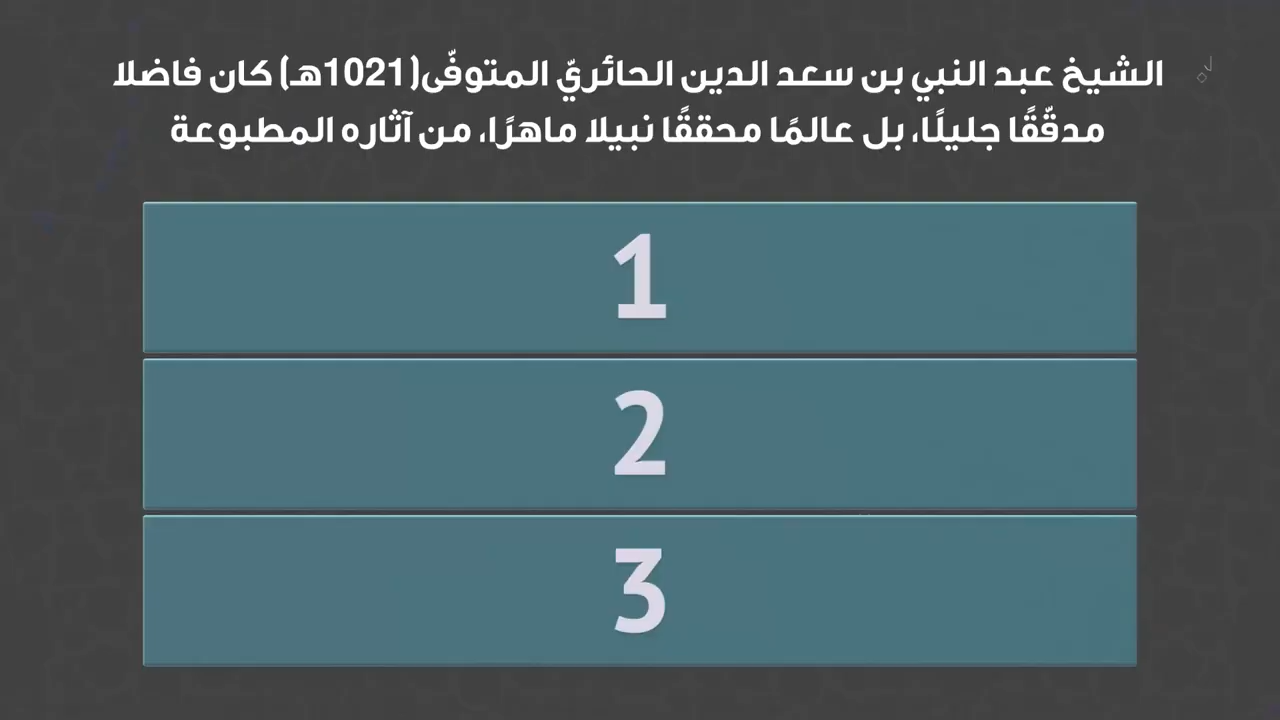 الشيخ عبد النبي بن سعد الدين الحائريّ المتوفّى(1021هـ) كان فاضلا
مدقّقًا جليلًا، بل عالمًا محققًا نبيلا ماهرًا، من آثاره المطبوعة
1
2
3